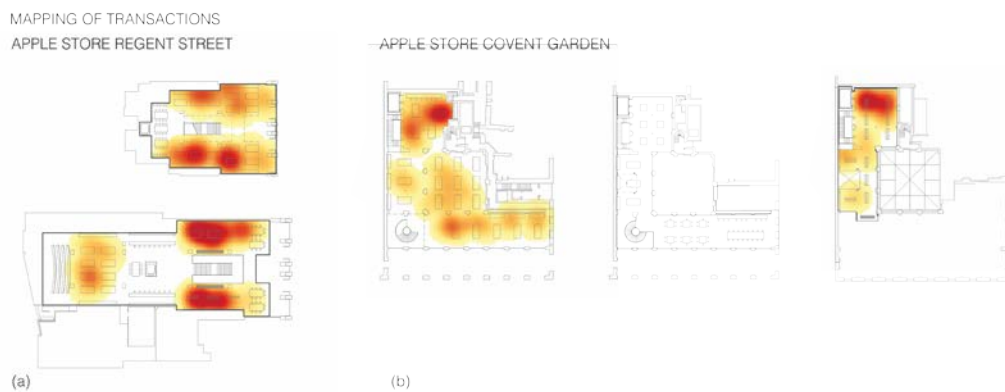 MAPPING OF TRANSACTIONS
APPLE STORE REGENT STREET
APPLE STORE COVENT GARDEN
(a)
(b)